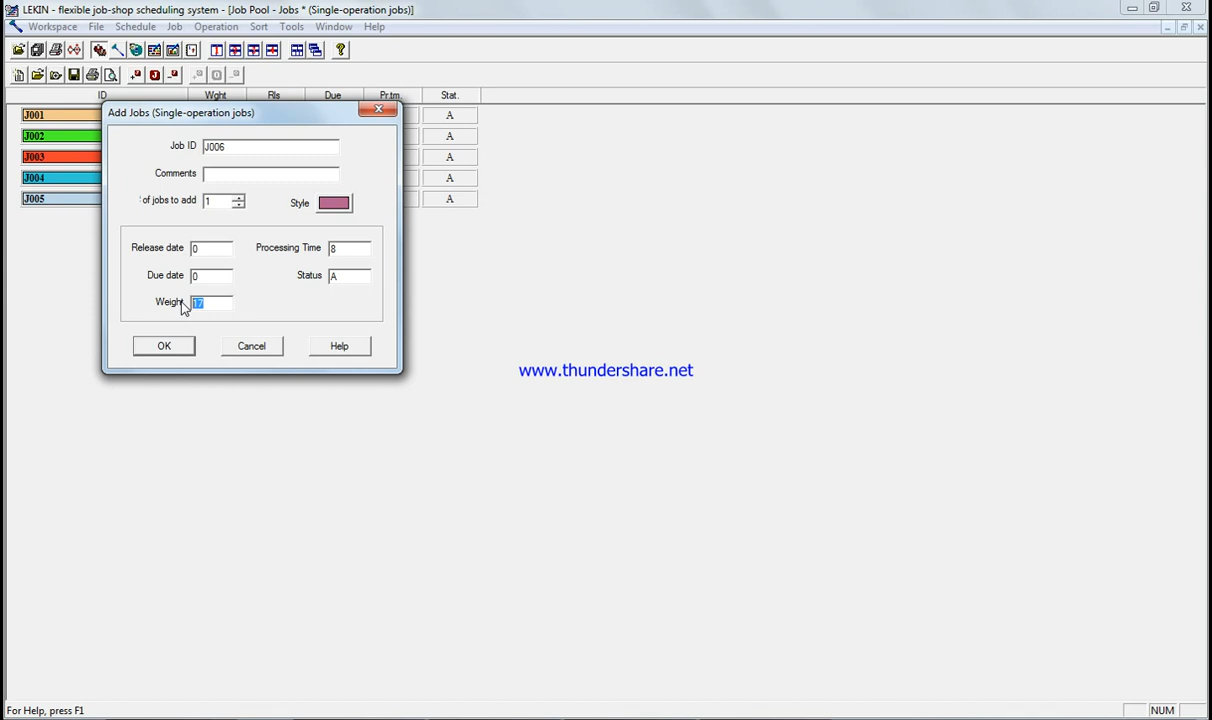 LEKIN - flexible job-shop scheduling system - [Job Pool - Jobs * (Single-operation jobs)]
Workspace File Schedule Job Operation Sort Tools Window Help
ID Wght Rls Due Pr.tm. Stat.
J001 A
J002 A
J003 A
J004 A
J005 A
Add Jobs (Single-operation jobs)
Job ID J006
Comments
of jobs to add 1 Style
Release date 0 Processing Time 8
Due date 0 Status A
Weight 17
OK Cancel Help
www.thundershare.net
For Help, press F1 NUM